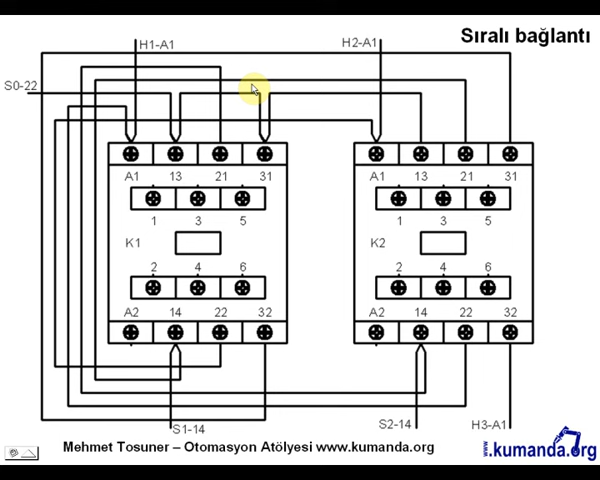 Sıralı bağlantı
H1-A1
H2-A1
S0-22
A1 13 21 31
A1 13 21 31
1 3 5
1 3 5
K1
K2
2 4 6
2 4 6
A2 14 22 32
A2 14 22 32
S1-14
S2-14
H3-A1
Mehmet Tosuner – Otomasyon Atölyesi www.kumanda.org
www.kumanda.org